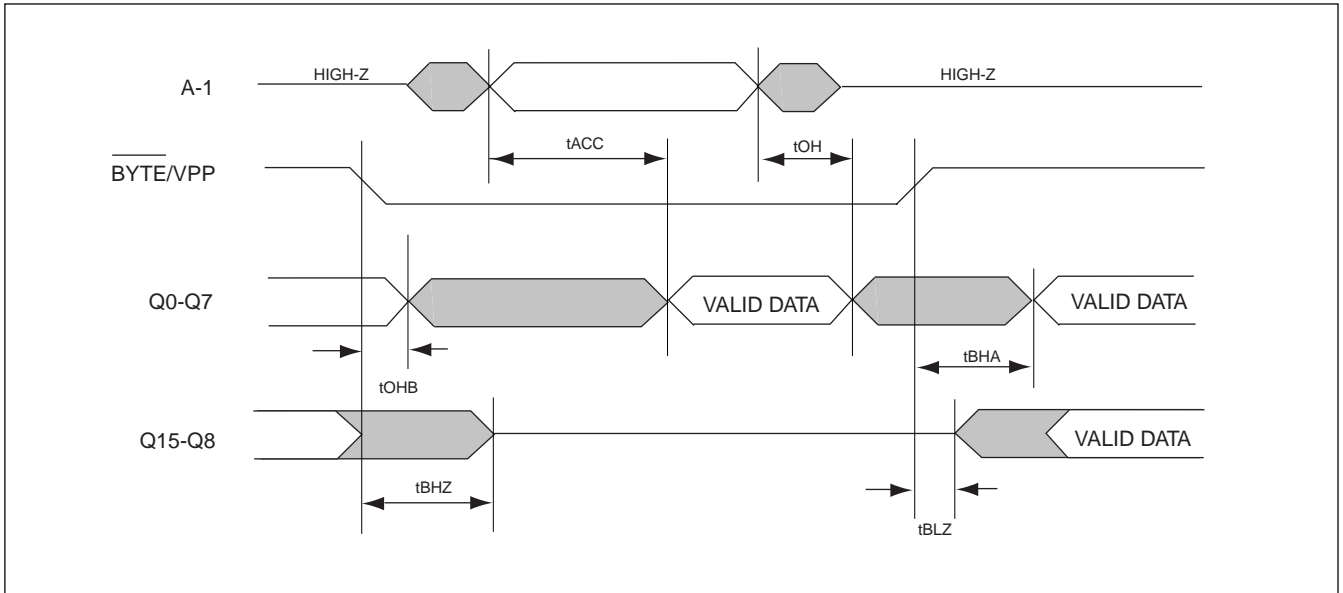 A-1 HIGH-Z HIGH-Z
tACC tOH
BYTE/VPP
Q0-Q7 VALID DATA VALID DATA
tBHA
tOHB
Q15-Q8 VALID DATA
tBHZ
tBLZ